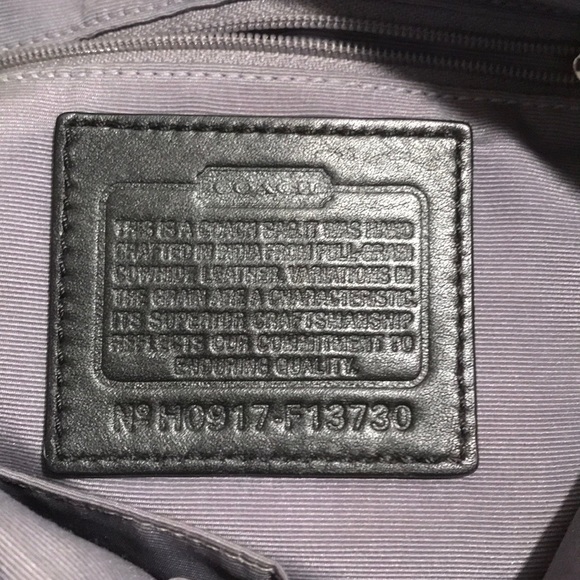 COACH
THIS IS A COACH BAG. IT WAS HAND
CRAFTED IN CHINA FROM FULL-GRAIN
COWHIDE LEATHER. VARIATIONS IN
THE GRAIN ARE A CHARACTERISTIC.
ITS SUPERIOR CRAFTSMANSHIP
REFLECTS OUR COMMITMENT TO
ENDURING QUALITY.
Nº H0917-F13730